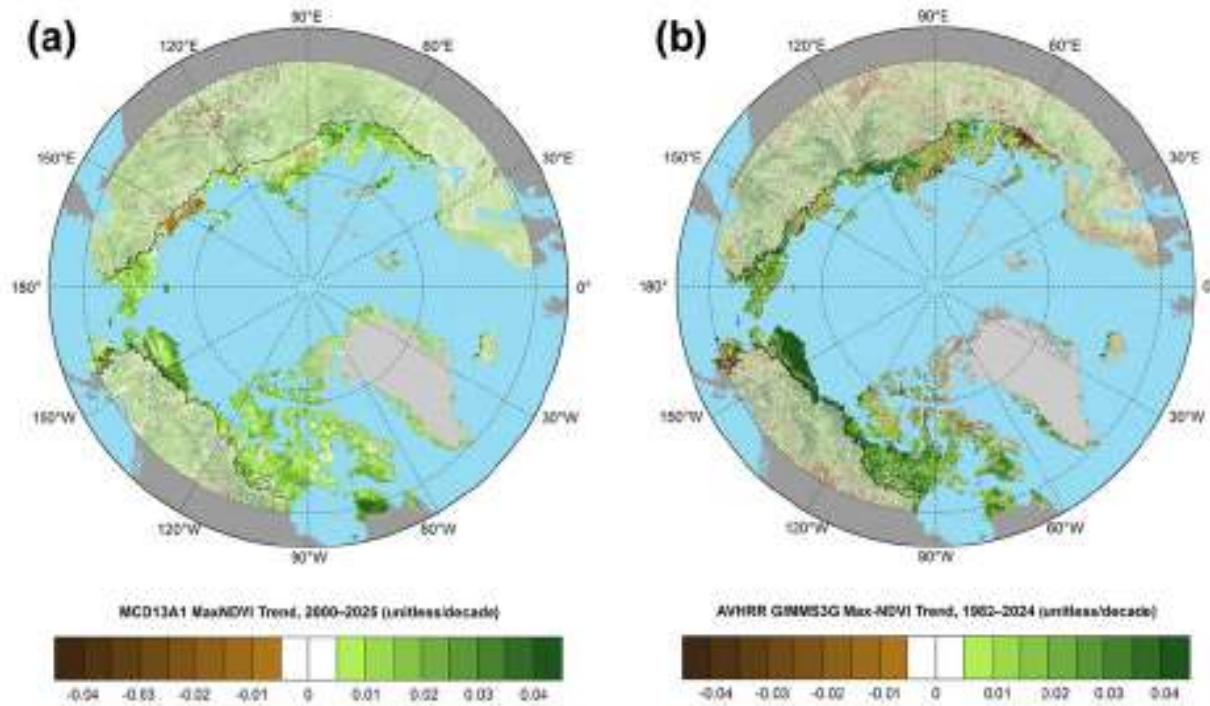 (a)
90°E
120°E
60°E
150°E
30°E
180°
0°
150°W
30°W
120°W
60°W
90°W
MCD13A1 MaxNDVI Trend, 2000–2025 (unitless/decade)
-0.04 -0.03 -0.02 -0.01 0 0.01 0.02 0.03 0.04
(b)
90°E
120°E
60°E
150°E
30°E
180°
0
150°W
30°W
120°W
60°W
90°W
AVHRR GIMMS3G Max-NDVI Trend, 1982–2024 (unitless/decade)
-0.04 -0.03 -0.02 -0.01 0 0.01 0.02 0.03 0.04